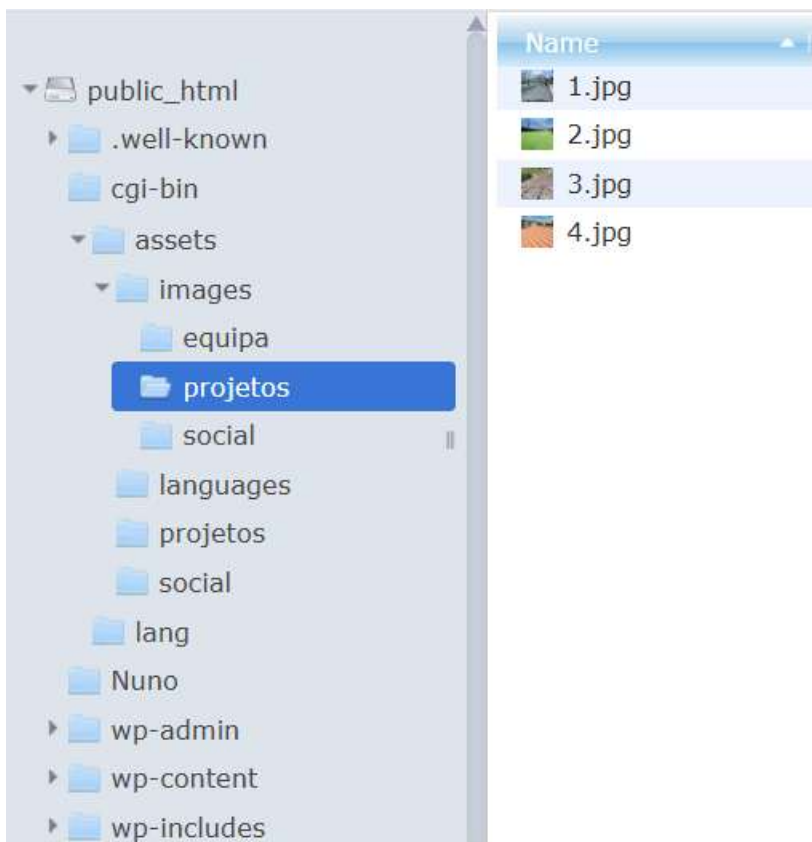 public_html
.well-known
cgi-bin
assets
images
equipa
projetos
social
languages
projetos
social
lang
Nuno
wp-admin
wp-content
wp-includes
Name
1.jpg
2.jpg
3.jpg
4.jpg